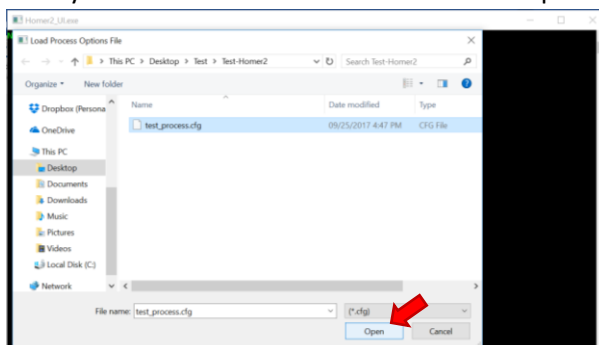 Homer2_UI.exe
Load Process Options File
This PC > Desktop > Test > Test-Homer2
Search Test-Homer2
Organize
New folder
Name
Date modified
Type
test_process.cfg
09/25/2017 4:47 PM
CFG File
Dropbox (Persona
OneDrive
This PC
Desktop
Documents
Downloads
Music
Pictures
Videos
Local Disk (C:)
Network
File name: test_process.cfg
(*.cfg)
Open
Cancel